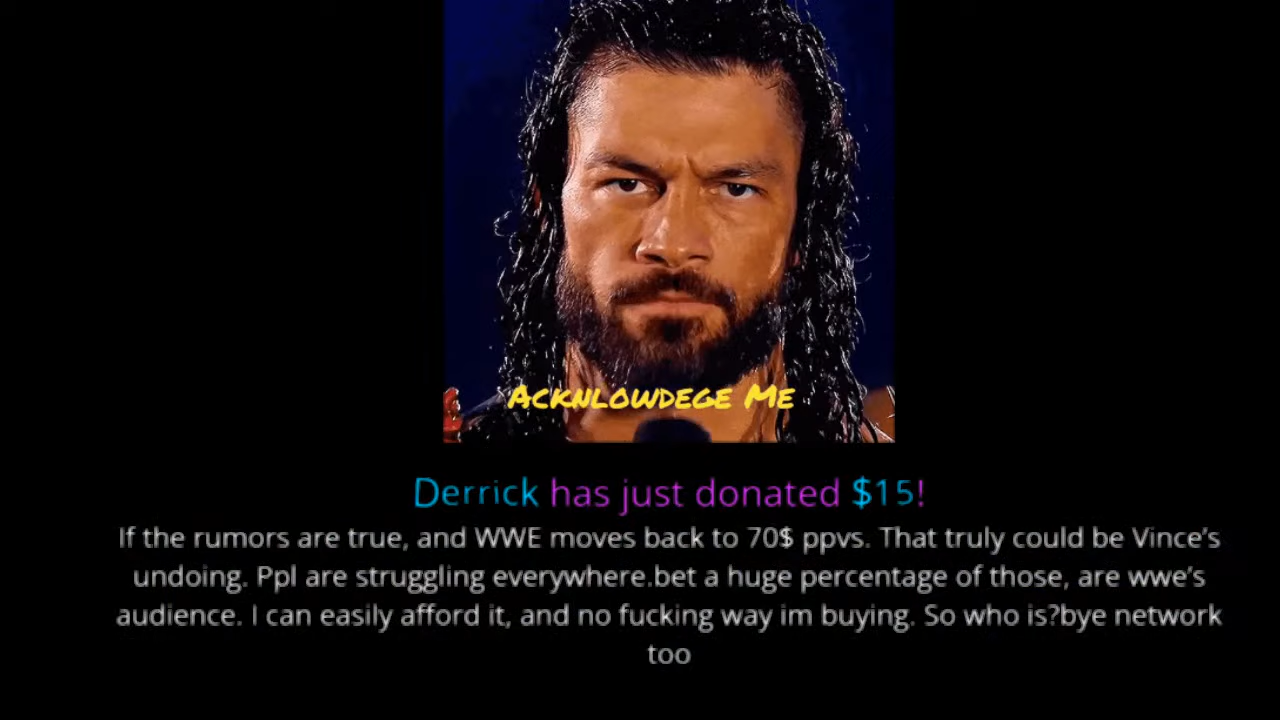 Acknlowdege Me
Derrick has just donated $15!
If the rumors are true, and WWE moves back to 70$ ppvs. That truly could be Vince's
undoing. Ppl are struggling everywhere.bet a huge percentage of those, are wwe's
audience. I can easily afford it, and no fucking way im buying. So who is?bye network
too